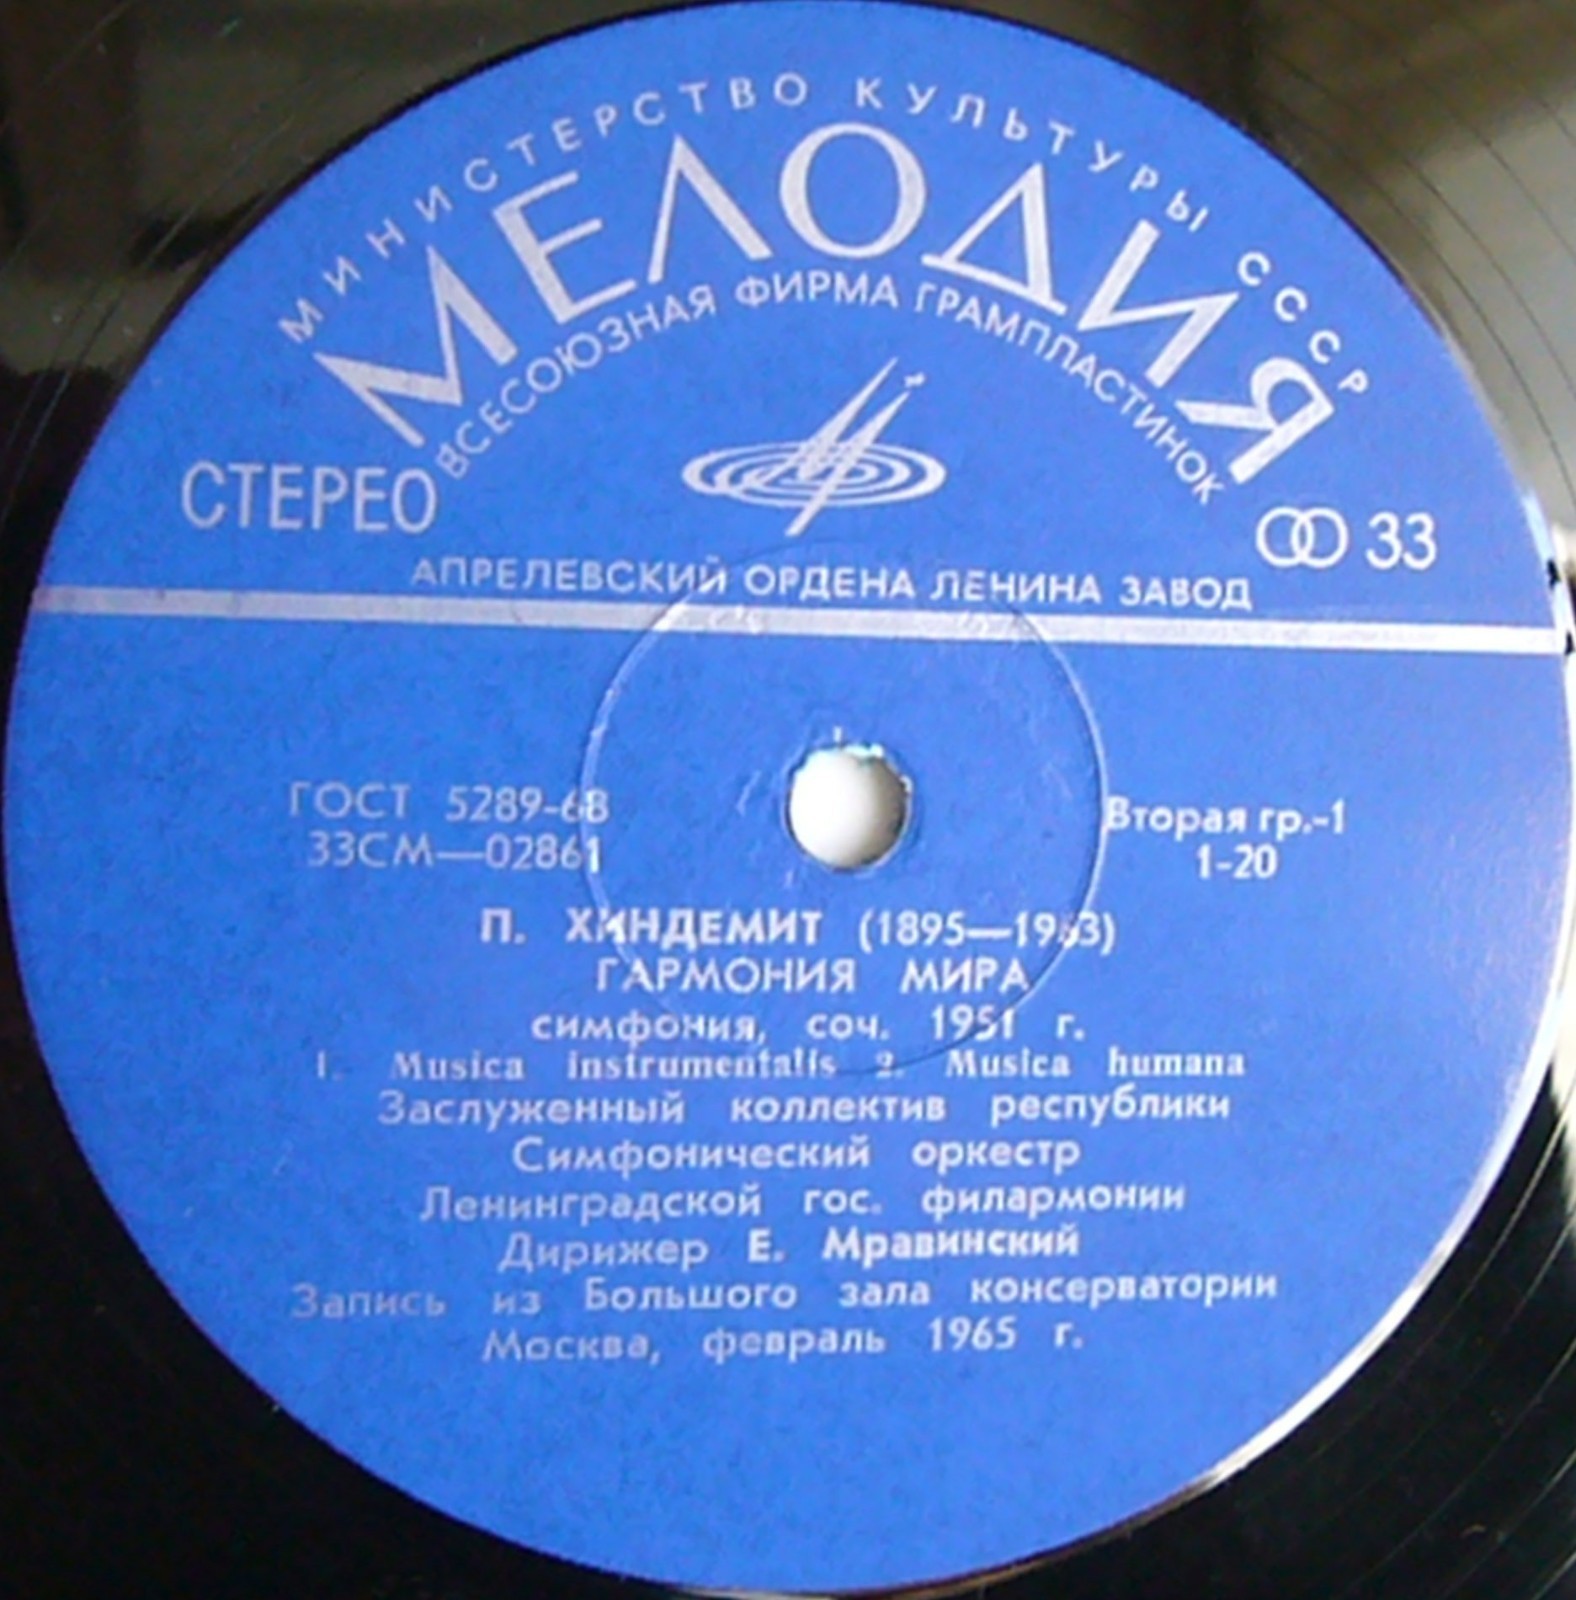 МИНИСТЕРСТВО КУЛЬТУРЫ СССР
МЕЛОДИЯ
ВСЕСОЮЗНАЯ ФИРМА ГРАМПЛАСТИНОК
СТЕРЕО
33
АПРЕЛЕВСКИЙ ОРДЕНА ЛЕНИНА ЗАВОД
ГОСТ 5289-68
33СМ—02861
Вторая гр.-1
1-20
П. ХИНДЕМИТ (1895—1963)
ГАРМОНИЯ МИРА
симфония, соч. 1951 г.
1. Musica instrumentalis 2. Musica humana
Заслуженный коллектив республики
Симфонический оркестр
Ленинградской гос. филармонии
Дирижер Е. Мравинский
Запись из Большого зала консерватории
Москва, февраль 1965 г.